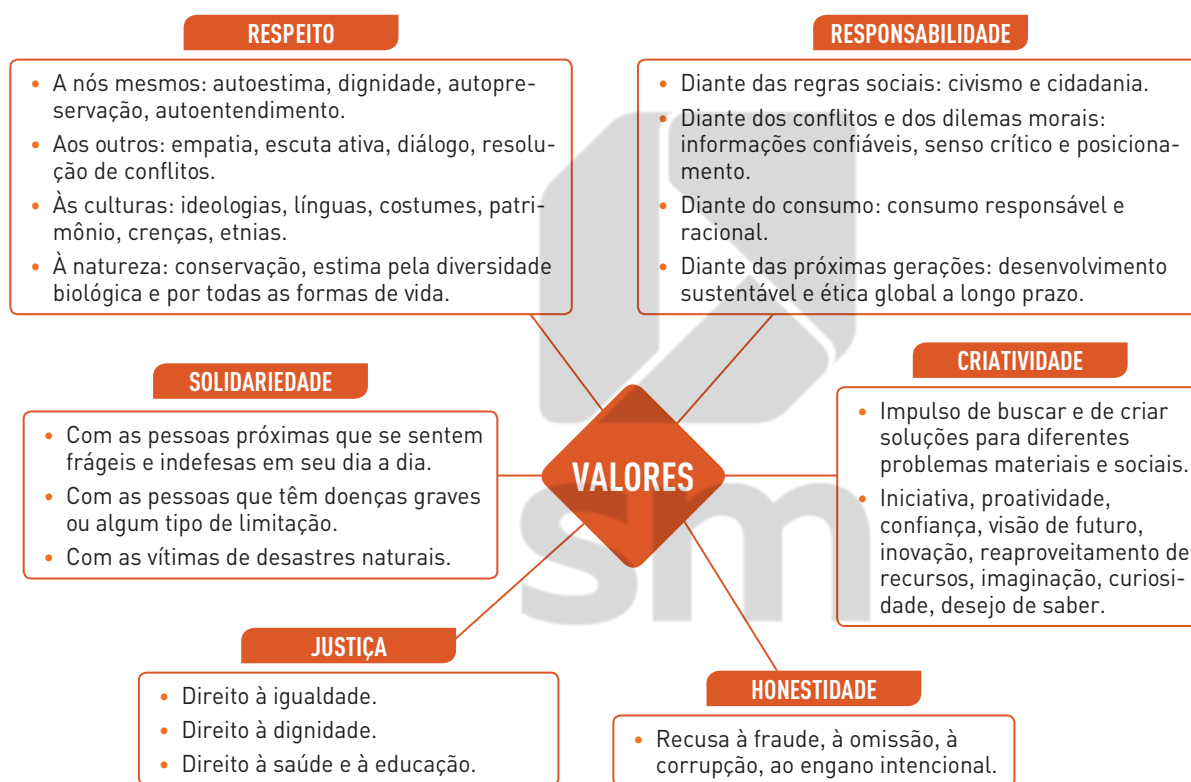 RESPEITO
• A nós mesmos: autoestima, dignidade, autopre-
servação, autoentendimento.
• Aos outros: empatia, escuta ativa, diálogo, resolu-
ção de conflitos.
• Às culturas: ideologias, línguas, costumes, patri-
mônio, crenças, etnias.
• À natureza: conservação, estima pela diversidade
biológica e por todas as formas de vida.
RESPONSABILIDADE
• Diante das regras sociais: civismo e cidadania.
• Diante dos conflitos e dos dilemas morais:
informações confiáveis, senso crítico e posiciona-
mento.
• Diante do consumo: consumo responsável e
racional.
• Diante das próximas gerações: desenvolvimento
sustentável e ética global a longo prazo.
SOLIDARIEDADE
• Com as pessoas próximas que se sentem
frágeis e indefesas em seu dia a dia.
• Com as pessoas que têm doenças graves
ou algum tipo de limitação.
• Com as vítimas de desastres naturais.
VALORES
sm
CRIATIVIDADE
• Impulso de buscar e de criar
soluções para diferentes
problemas materiais e sociais.
• Iniciativa, proatividade,
confiança, visão de futuro,
inovação, reaproveitamento de
recursos, imaginação, curiosi-
dade, desejo de saber.
JUSTIÇA
• Direito à igualdade.
• Direito à dignidade.
• Direito à saúde e à educação.
HONESTIDADE
• Recusa à fraude, à omissão, à
corrupção, ao engano intencional.